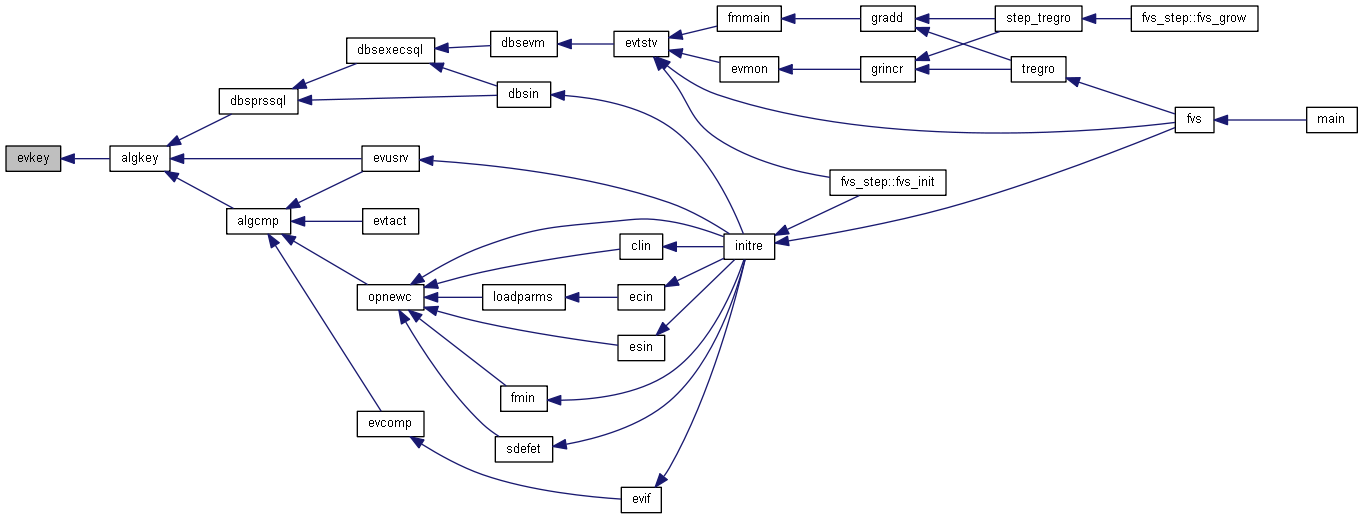 fmmain
gradd
step_tregro
fvs_step::fvs_grow
dbsexecsql
dbsevm
evtstv
evmon
grincr
tregro
dbsprssql
dbsin
fvs
main
evkey
algkey
evusrv
fvs_step::fvs_init
algcmp
evtact
clin
initre
opnewc
loadparms
ecin
esin
fmin
evcomp
sdefet
evif